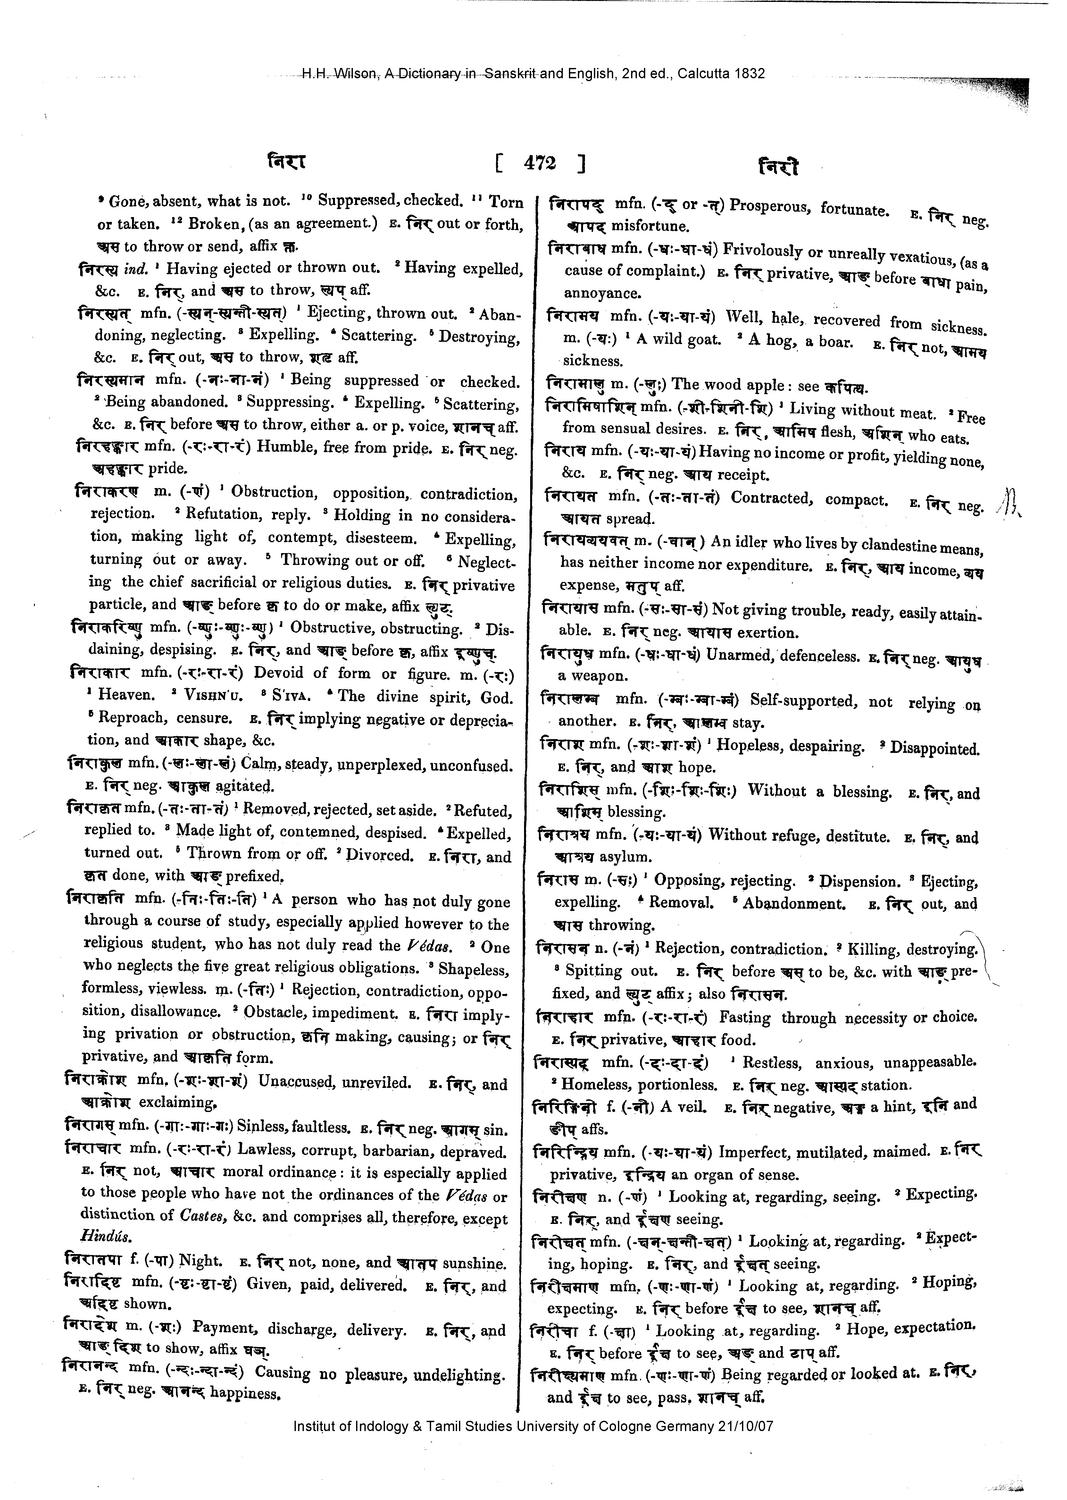 H.H. Wilson, A Dictionary in Sanskrit and English, 2nd ed., Calcutta 1832
निरा [ 472 ] निरी
⁹ Gone, absent, what is not. ¹⁰ Suppressed, checked. ¹¹ Torn
or taken. ¹² Broken, (as an agreement.) E. निर् out or forth,
अस to throw or send, affix क्त.
निरस्य ind. ¹ Having ejected or thrown out. ² Having expelled,
&c. E. निर्, and अस to throw, ल्यप् aff.
निरस्यत् mfn. (-स्यन्-स्यन्ती-स्यत्) ¹ Ejecting, thrown out. ² Aban-
doning, neglecting. ³ Expelling. ⁴ Scattering. ⁵ Destroying,
&c. E. निर् out, अस to throw, शतृ aff.
निरस्यमान mfn. (-नः-ना-नं) ¹ Being suppressed or checked.
² Being abandoned. ³ Suppressing. ⁴ Expelling. ⁵ Scattering,
&c. E. निर् before अस to throw, either a. or p. voice, शानच् aff.
निरहङ्कार mfn. (-रः-रा-रं) Humble, free from pride. E. निर् neg.
अहङ्कार pride.
निराकरण m. (-णं) ¹ Obstruction, opposition, contradiction,
rejection. ² Refutation, reply. ³ Holding in no considera-
tion, making light of, contempt, disesteem. ⁴ Expelling,
turning out or away. ⁵ Throwing out or off. ⁶ Neglect-
ing the chief sacrificial or religious duties. E. निर् privative
particle, and आङ् before कृ to do or make, affix ल्युट्.
निराकरिष्णु mfn. (-ष्णुः-ष्णुः-ष्णु) ¹ Obstructive, obstructing. ² Dis-
daining, despising. E. निर्, and आङ् before कृ, affix इष्णुच्.
निराकार mfn. (-रः-रा-रं) Devoid of form or figure. m. (-रः)
¹ Heaven. ² VISHN'U. ³ S'IVA. ⁴ The divine spirit, God.
⁵ Reproach, censure. E. निर् implying negative or deprecia-
tion, and आकार shape, &c.
निराकुल mfn. (-लः-ला-लं) Calm, steady, unperplexed, unconfused.
E. निर् neg. आकुल agitated.
निराकृत mfn. (-तः-ता-तं) ¹ Removed, rejected, set aside. ² Refuted,
replied to. ³ Made light of, contemned, despised. ⁴ Expelled,
turned out. ⁵ Thrown from or off. ² Divorced. E. निरा, and
कृत done, with आङ् prefixed.
निराकृति mfn. (-तिः-तिः-ति) ¹ A person who has not duly gone
through a course of study, especially applied however to the
religious student, who has not duly read the Védas. ² One
who neglects the five great religious obligations. ³ Shapeless,
formless, viewless. m. (-तिः) ¹ Rejection, contradiction, oppo-
sition, disallowance. ² Obstacle, impediment. E. निरा imply-
ing privation or obstruction, कृति making, causing; or निर्
privative, and आकृति form.
निराक्रोश mfn. (-शः-शा-शं) Unaccused, unreviled. E. निर्, and
आक्रोश exclaiming.
निरागस् mfn. (-गाः-गाः-गः) Sinless, faultless. E. निर् neg. आगस् sin.
निराचार mfn. (-रः-रा-रं) Lawless, corrupt, barbarian, depraved.
E. निर् not, आचार moral ordinance : it is especially applied
to those people who have not the ordinances of the Védas or
distinction of Castes, &c. and comprises all, therefore, except
Hindús.
निरातपा f. (-पा) Night. E. निर् not, none, and आतप sunshine.
निरादिष्ट mfn. (-ष्टः-ष्टा-ष्टं) Given, paid, delivered. E. निर्, and
आदिष्ट shown.
निरादेश m. (-शः) Payment, discharge, delivery. E. निर्, and
आङ् दिश to show, affix घञ्.
निरानन्द mfn. (-न्दः-न्दा-न्दं) Causing no pleasure, undelighting.
E. निर् neg. आनन्द happiness.
निरापद् mfn. (-द् or -त्) Prosperous, fortunate. E. निर् neg.
आपद् misfortune.
निराबाध mfn. (-धः-धा-धं) Frivolously or unreally vexatious, (as a
cause of complaint.) E. निर् privative, आङ् before बाधा pain,
annoyance.
निरामय mfn. (-यः-या-यं) Well, hale, recovered from sickness.
m. (-यः) ¹ A wild goat. ² A hog, a boar. E. निर् not, आमय
sickness.
निरामालु m. (-लुः) The wood apple : see कपित्थ.
निरामिषाशिन् mfn. (-शी-शिनी-शि) ¹ Living without meat. ² Free
from sensual desires. E. निर्, आमिष flesh, अशिन् who eats.
निराय mfn. (-यः-या-यं) Having no income or profit, yielding none,
&c. E. निर् neg. आय receipt.
निरायत mfn. (-तः-ता-तं) Contracted, compact. E. निर् neg.
आयत spread.
निरायव्ययवत् m. (-वान्) An idler who lives by clandestine means,
has neither income nor expenditure. E. निर्, आय income, व्यय
expense, मतुप् aff.
निरायास mfn. (-सः-सा-सं) Not giving trouble, ready, easily attain-
able. E. निर् neg. आयास exertion.
निरायुध mfn. (-धः-धा-धं) Unarmed, defenceless. E. निर् neg. आयुध
a weapon.
निरालम्ब mfn. (-म्बः-म्बा-म्बं) Self-supported, not relying on
another. E. निर्, आलम्ब stay.
निराश mfn. (-शः-शा-शं) ¹ Hopeless, despairing. ² Disappointed.
E. निर्, and आश hope.
निराशिस् mfn. (-शिः-शिः-शिः) Without a blessing. E. निर्, and
आशिस् blessing.
निराश्रय mfn. (-यः-या-यं) Without refuge, destitute. E. निर्, and
आश्रय asylum.
निरास m. (-सः) ¹ Opposing, rejecting. ² Dispension. ³ Ejecting,
expelling. ⁴ Removal. ⁵ Abandonment. E. निर् out, and
आस throwing.
निरासन n. (-नं) ¹ Rejection, contradiction. ² Killing, destroying.
³ Spitting out. E. निर् before अस् to be, &c. with आङ् pre-
fixed, and ल्युट् affix; also निरासन.
निराहार mfn. (-रः-रा-रं) Fasting through necessity or choice.
E. निर् privative, आहार food.
निरास्पद mfn. (-दः-दा-दं) ¹ Restless, anxious, unappeasable.
² Homeless, portionless. E. निर् neg. आस्पद station.
निरिङ्गिनी f. (-नी) A veil. E. निर् negative, अङ्ग a hint, इनि and
ङीप् affs.
निरिन्द्रिय mfn. (-यः-या-यं) Imperfect, mutilated, maimed. E. निर्
privative, इन्द्रिय an organ of sense.
निरीक्षण n. (-णं) ¹ Looking at, regarding, seeing. ² Expecting.
E. निर्, and ईक्षण seeing.
निरीक्षत् mfn. (-क्षन्-क्षन्ती-क्षत्) ¹ Looking at, regarding. ² Expect-
ing, hoping. E. निर्, and ईक्षत् seeing.
निरीक्षमाण mfn. (-णः-णा-णं) ¹ Looking at, regarding. ² Hoping,
expecting. E. निर् before ईक्ष to see, शानच् aff.
निरीक्षा f. (-क्षा) ¹ Looking at, regarding. ² Hope, expectation.
E. निर् before ईक्ष to see, अङ् and टाप् aff.
निरीक्ष्यमाण mfn. (-णः-णा-णं) Being regarded or looked at. E. निर्,
and ईक्ष to see, pass. शानच् aff.
Institut of Indology & Tamil Studies University of Cologne Germany 21/10/07